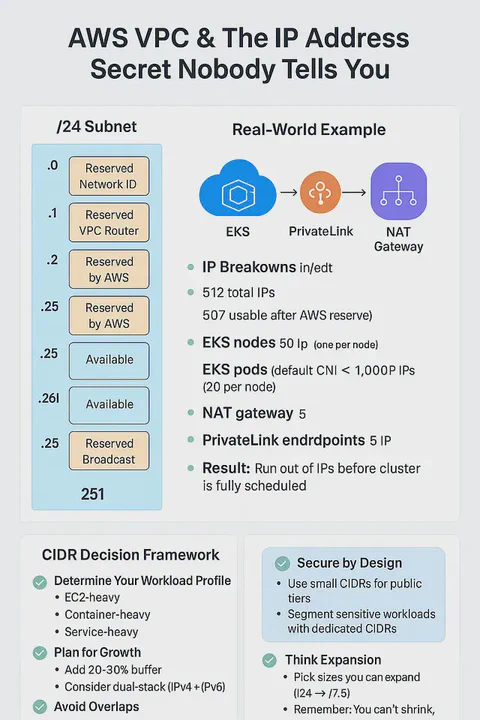 AWS VPC & The IP Address
Secret Nobody Tells You
/24 Subnet
.0
Reserved
Network ID
.1
Reserved
VPC Router
.2
Reserved
by AWS
.25
Reserved
by AWS
.25
Available
.26l
Available
.25
Reserved
Broadcast
251
Real-World Example
EKS
PrivateLink
NAT
Gateway
• IP Breakowns in/edt
• 512 total IPs
507 usable after AWS reserve)
• EKS nodes 50 Ip (one per node)
EKS pods (default CNI < 1,000P IPs
(20 per node)
• NAT gateway 5
• PrivateLink endrdpoints 5 IP
• Result: Run out of IPs before cluster
is fully scheduled
CIDR Decision Framework
Determine Your Workload Profile
• EC2-heavy
• Container-heavy
• Service-heavy
Plan for Growth
• Add 20-30% buffer
• Consider dual-stack (IPv4 + (Pv6)
Avoid Overlaps
Secure by Design
• Use small CIDRs for public
tiers
• Segment sensitive workloads
with dedicated CIDRs
Think Expansion
• Pick sizes you can expand
(l24 → /7.5)
• Remember: You can't shrink,